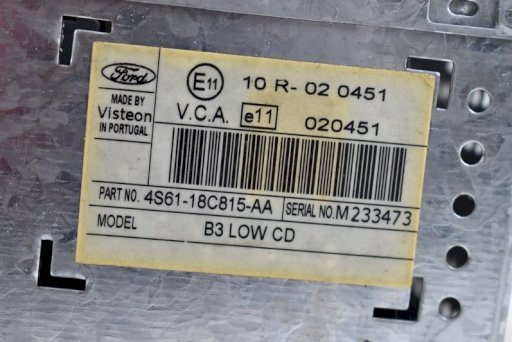 Ford
MADE BY
Visteon
IN PORTUGAL
E11 10 R- 02 0451
V.C.A. e11 020451
PART NO. 4S61-18C815-AA SERIAL NO. M233473
MODEL B3 LOW CD